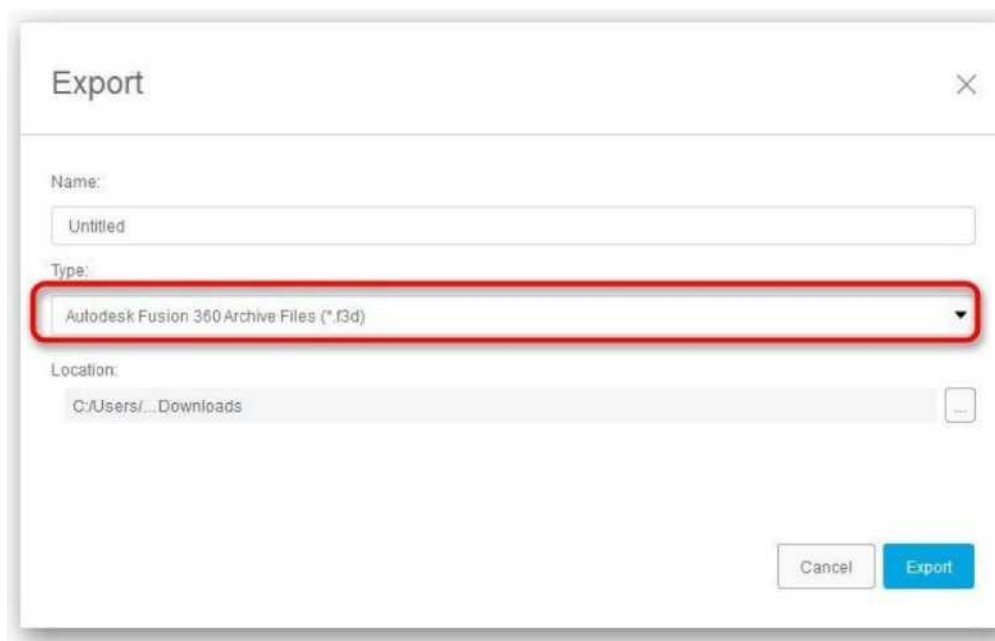 Export
Name:
Untitled
Type:
Autodesk Fusion 360 Archive Files (*.f3d)
Location:
C:/Users/...Downloads
...
Cancel
Export